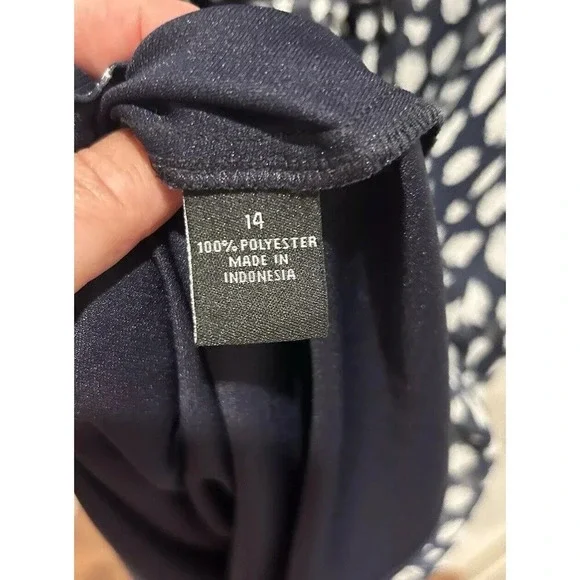 14
100% POLYESTER
MADE IN
INDONESIA